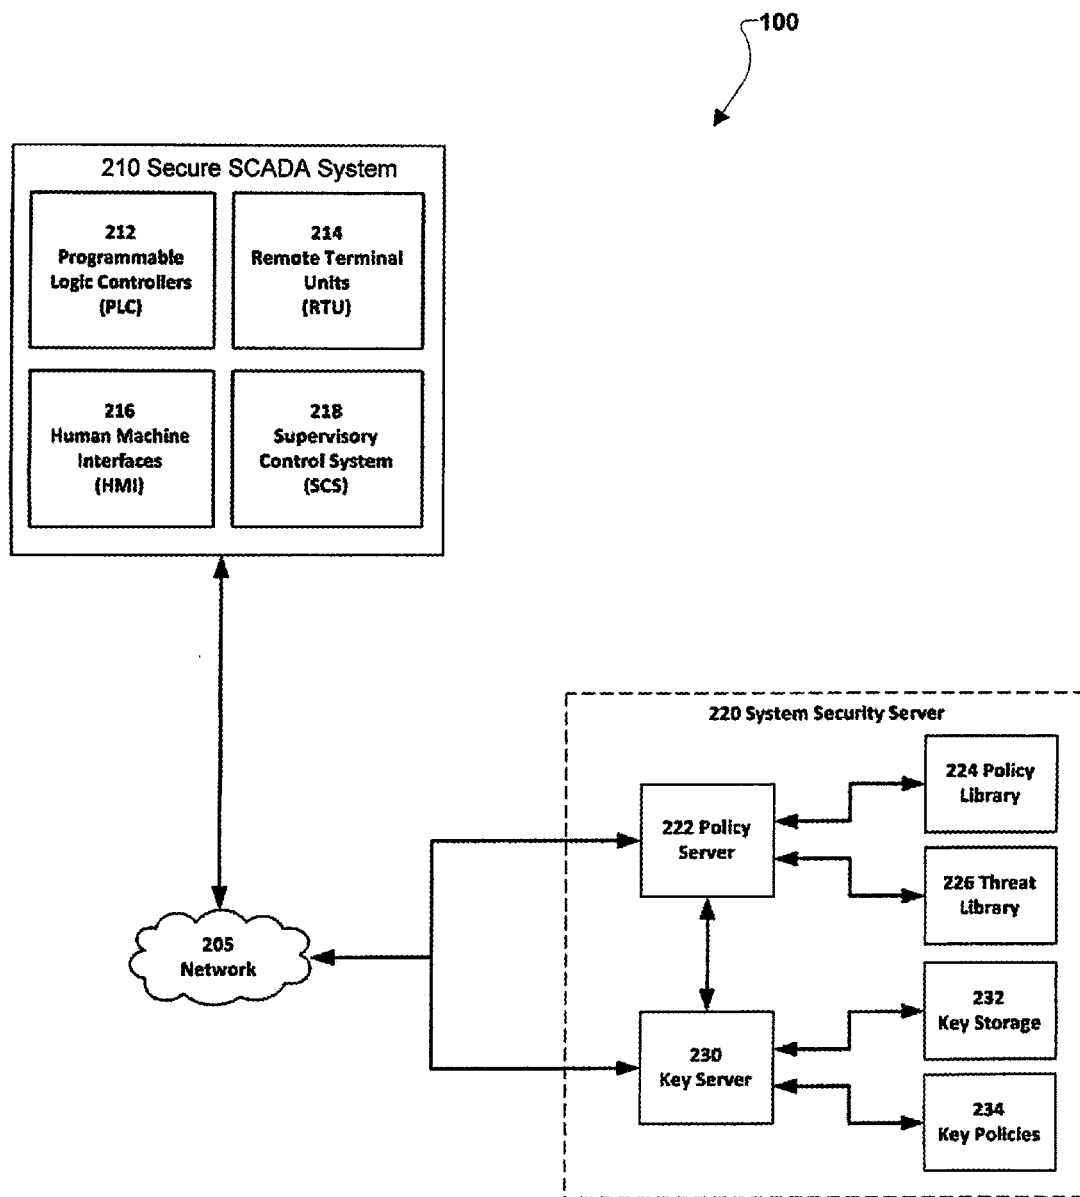 100
210 Secure SCADA System
212
Programmable
Logic Controllers
(PLC)
214
Remote Terminal
Units
(RTU)
216
Human Machine
Interfaces
(HMI)
218
Supervisory
Control System
(SCS)
220 System Security Server
222 Policy
Server
224 Policy
Library
226 Threat
Library
205
Network
230
Key Server
232
Key Storage
234
Key Policies